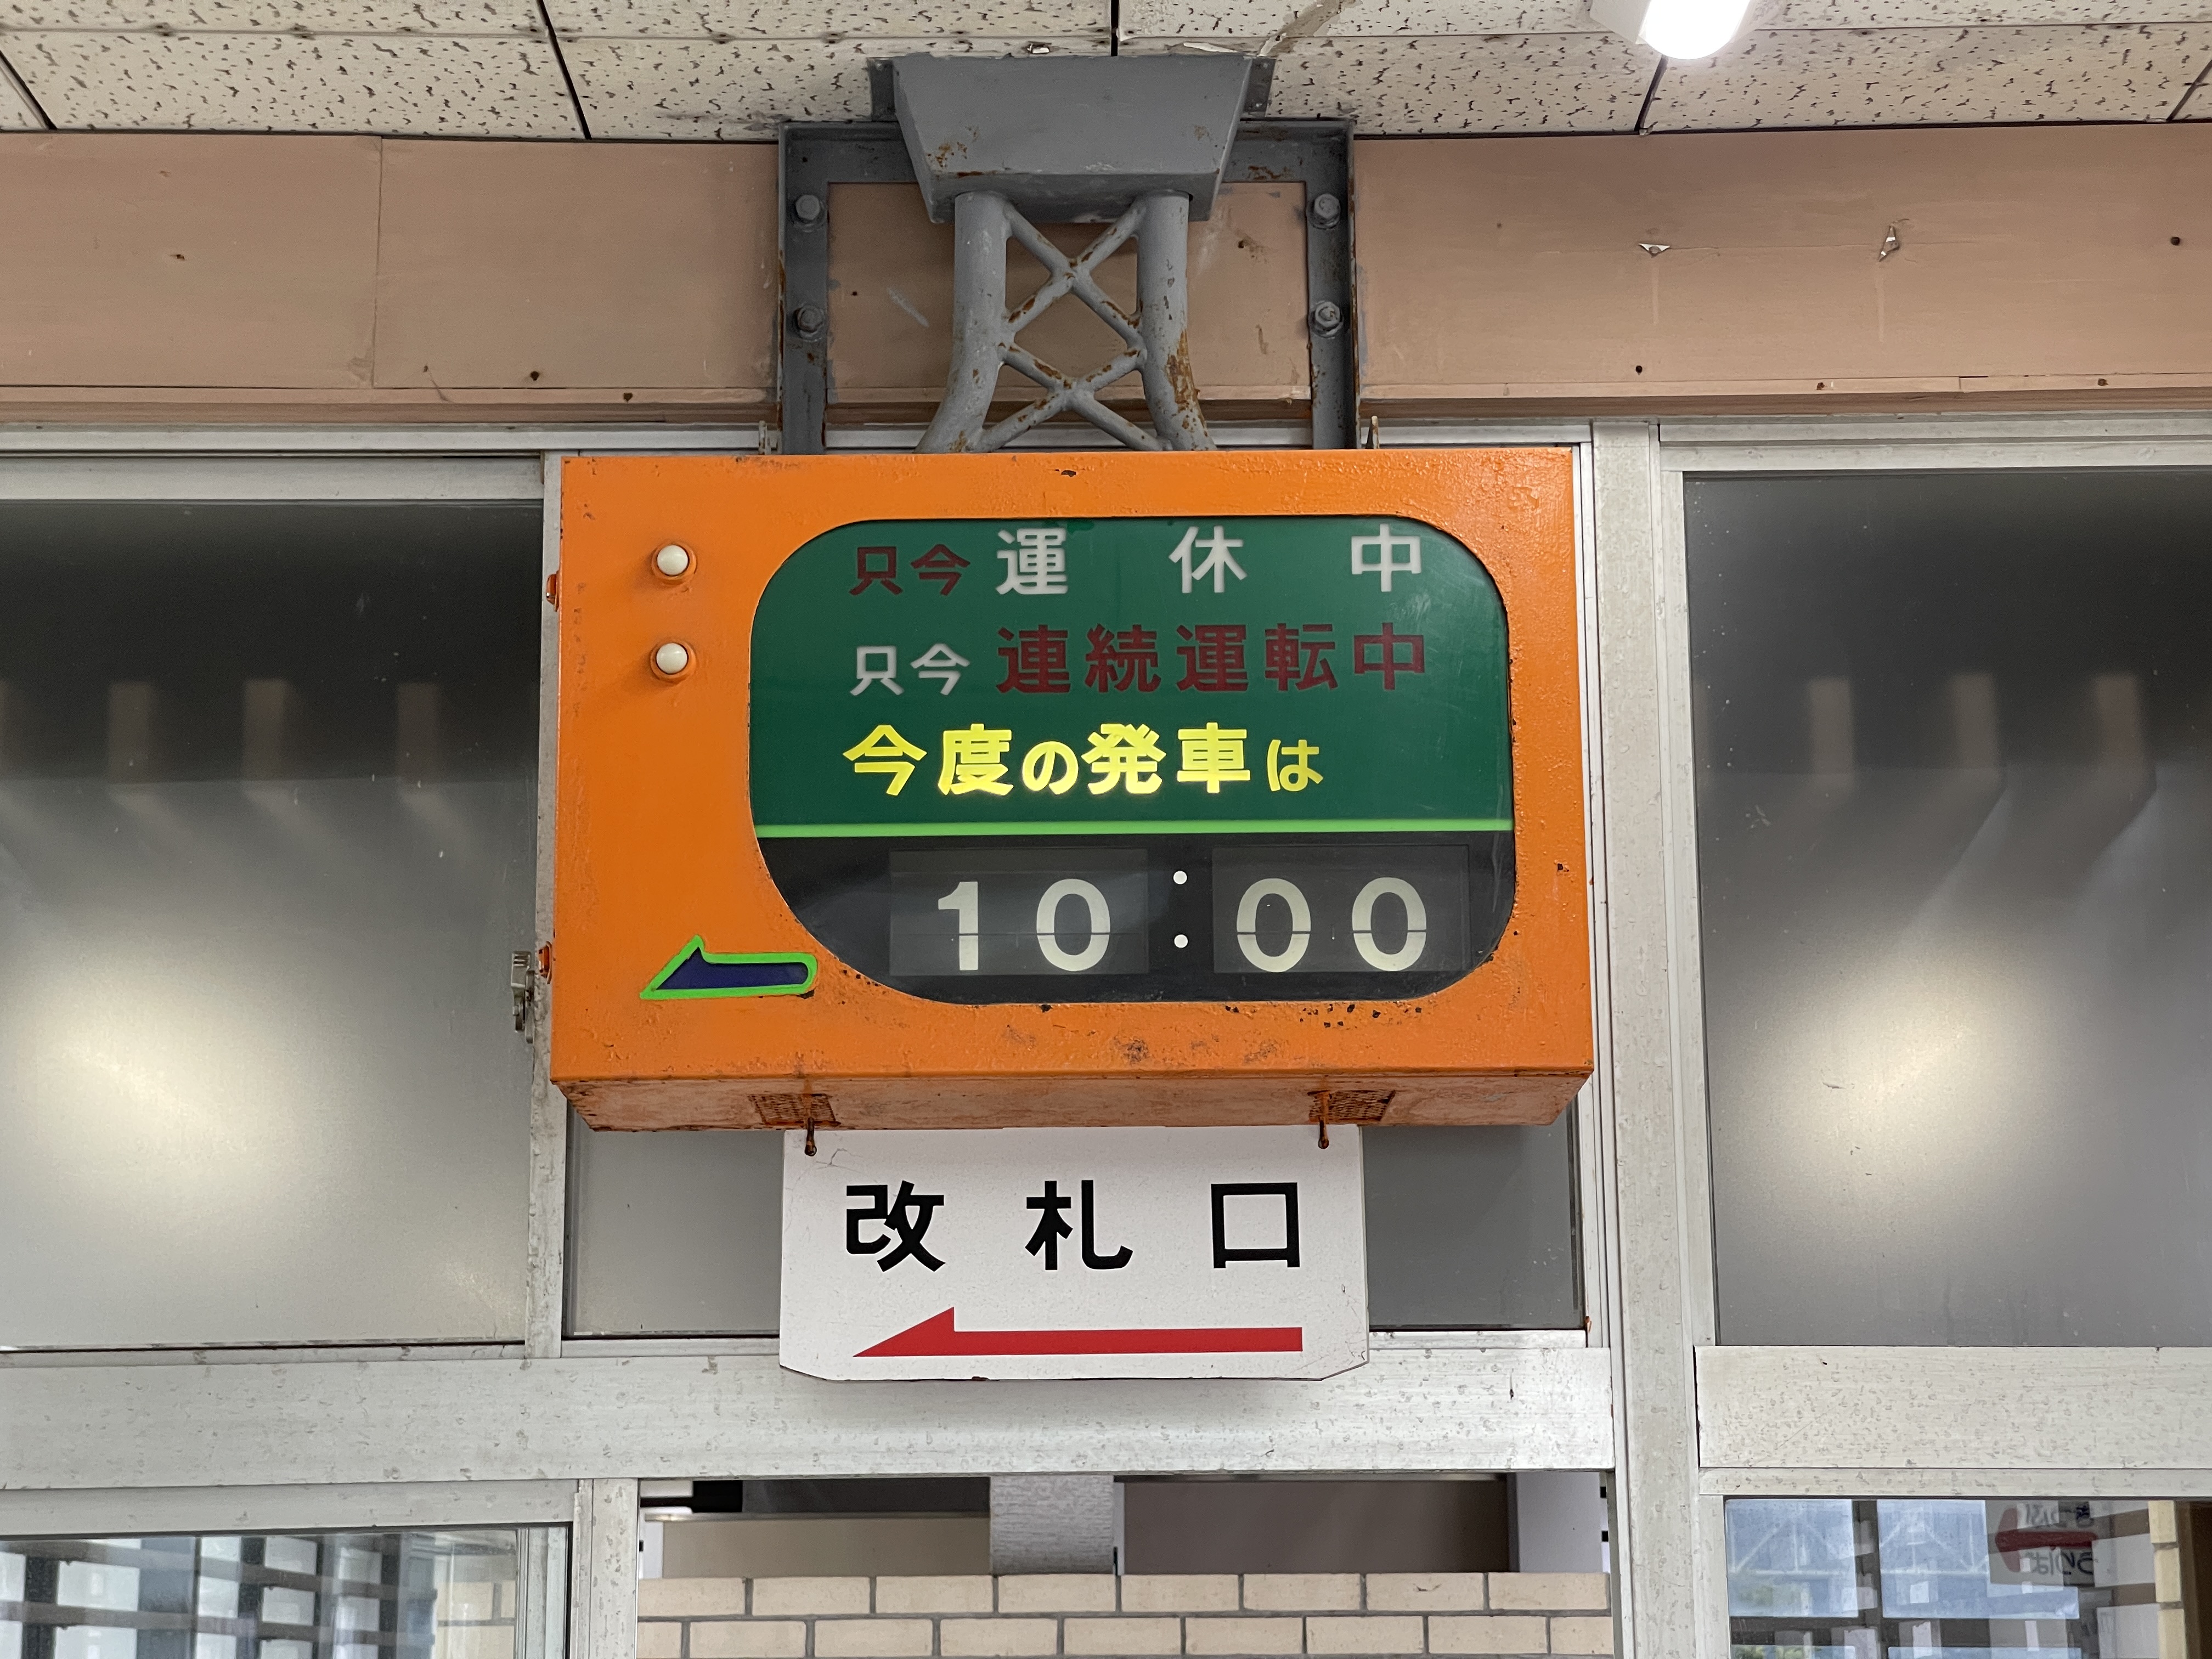 只今 運休中
只今 連続運転中
今度の発車は
10:00
改札口